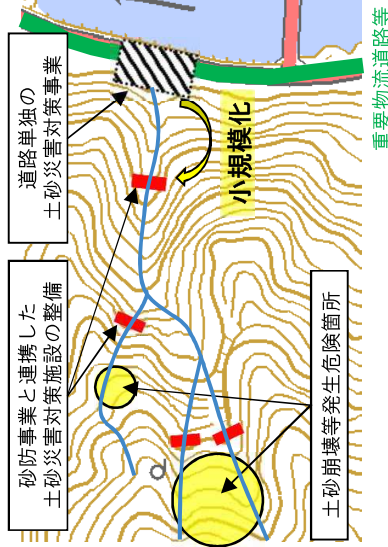 道路単独の
土砂災害対策事業
砂防事業と連携した
土砂災害対策施設の整備
小規模化
土砂崩壊等発生危険箇所
重要物流道路等